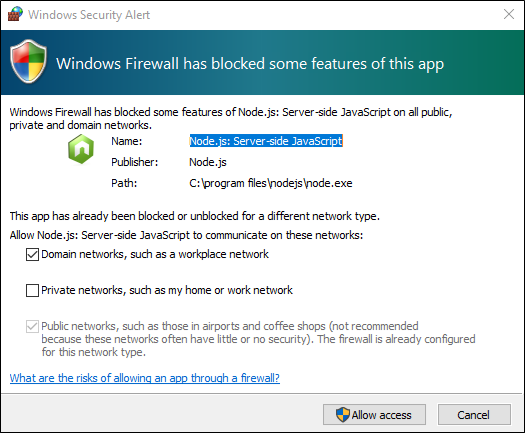 Windows Security Alert
Windows Firewall has blocked some features of this app
Windows Firewall has blocked some features of Node.js: Server-side JavaScript on all public,
private and domain networks.
Name: Node.js: Server-side JavaScript
Publisher: Node.js
Path: C:\program files\nodejs\node.exe
This app has already been blocked or unblocked for a different network type.
Allow Node.js: Server-side JavaScript to communicate on these networks:
Domain networks, such as a workplace network
Private networks, such as my home or work network
Public networks, such as those in airports and coffee shops (not recommended
because these networks often have little or no security). The firewall is already configured
for this network type.
What are the risks of allowing an app through a firewall?
Allow access Cancel